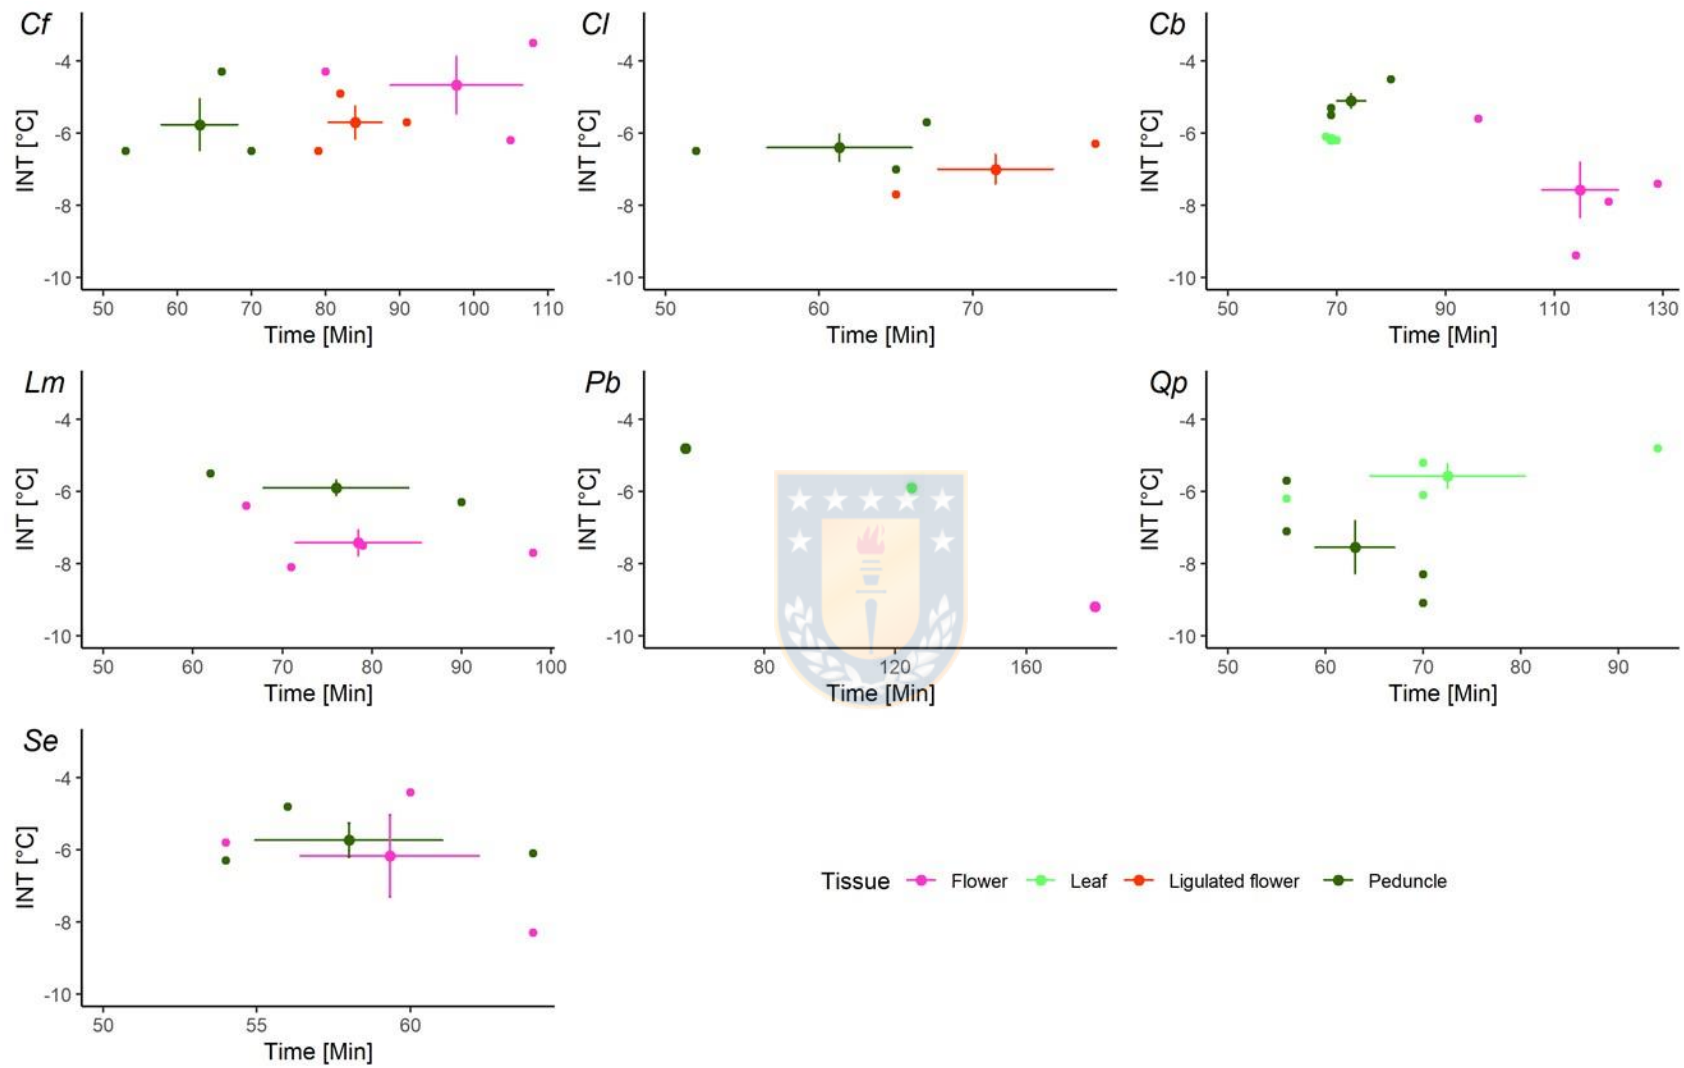 Cf
Cl
Cb
-4
-6
-8
-10
INT [°C]
50 60 70 80 90 100 110
Time [Min]
-4
-6
-8
-10
INT [°C]
50 60 70
Time [Min]
-4
-6
-8
-10
INT [°C]
50 70 90 110 130
Time [Min]
Lm
Pb
Qp
-4
-6
-8
-10
INT [°C]
50 60 70 80 90 100
Time [Min]
-4
-6
-8
-10
INT [°C]
80 120 160
Time [Min]
-4
-6
-8
-10
INT [°C]
50 60 70 80 90
Time [Min]
Se
-4
-6
-8
-10
INT [°C]
50 55 60
Time [Min]
Tissue Flower Leaf Ligulated flower Peduncle